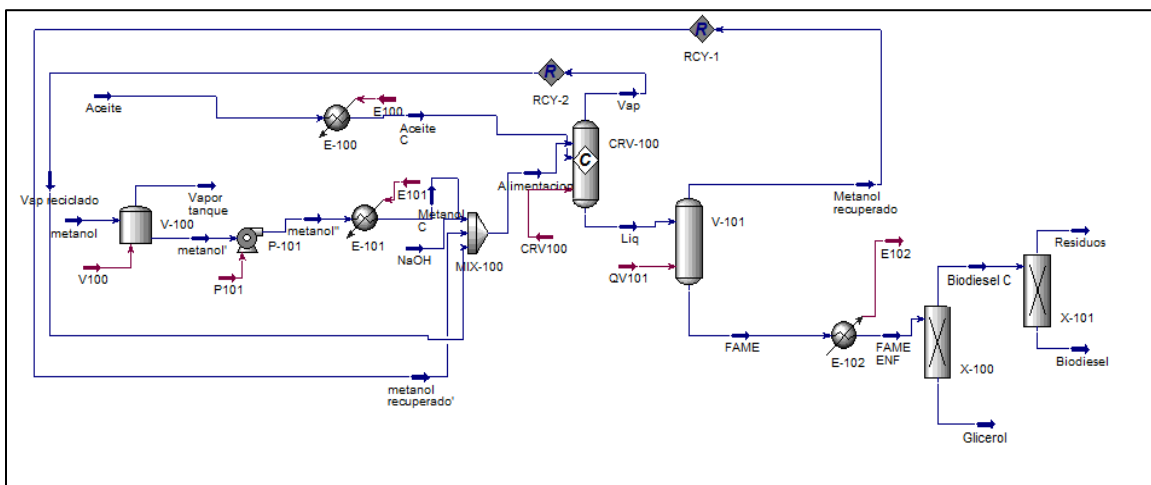 R
RCY-1
R
RCY-2
Vap
Aceite
E100
Aceite
C
E-100
CRV-100
C
Alimentacion
Vap reciclado
Vapor
tanque
E101
Metanol
C
Metanol
recuperado
metanol
V-100
metanol'
P-101
metanol"
E-101
NaOH
MIX-100
CRV100
Liq
V-101
V100
P101
QV101
E102
Residuos
Biodiesel C
X-101
FAME
E-102
FAME
ENF
X-100
Biodiesel
metanol
recuperado'
Glicerol